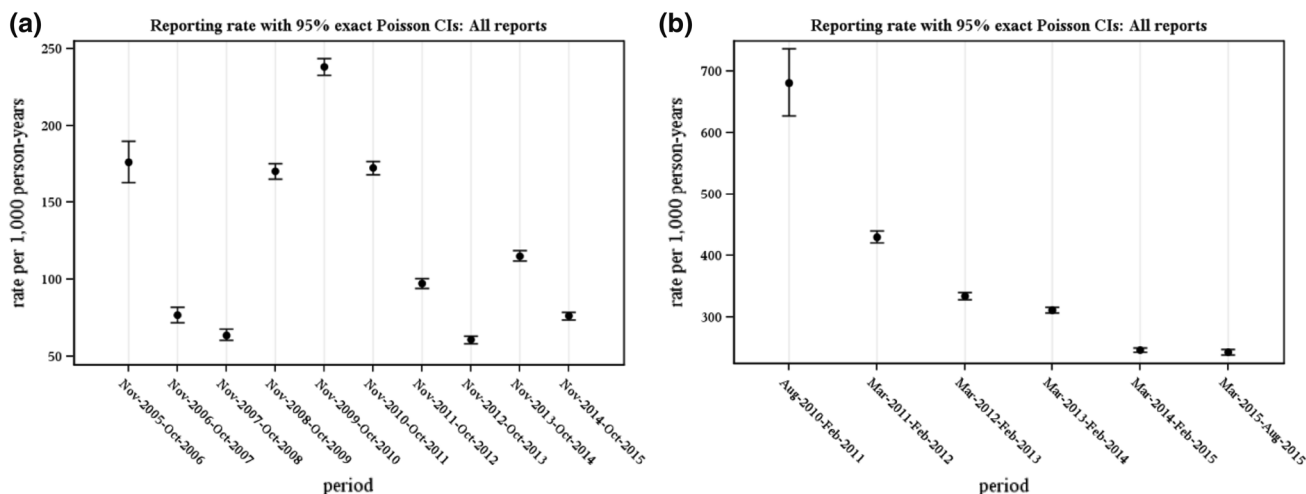 (a)
Reporting rate with 95% exact Poisson CIs: All reports
rate per 1,000 person-years
250
200
150
100
50
Nov-2005-Oct-2006
Nov-2006-Oct-2007
Nov-2007-Oct-2008
Nov-2008-Oct-2009
Nov-2009-Oct-2010
Nov-2010-Oct-2011
Nov-2011-Oct-2012
Nov-2012-Oct-2013
Nov-2013-Oct-2014
Nov-2014-Oct-2015
period
(b)
Reporting rate with 95% exact Poisson CIs: All reports
rate per 1,000 person-years
700
600
500
400
300
Aug-2010-Feb-2011
Mar-2011-Feb-2012
Mar-2012-Feb-2013
Mar-2013-Feb-2014
Mar-2014-Feb-2015
Mar-2015-Aug-2015
period